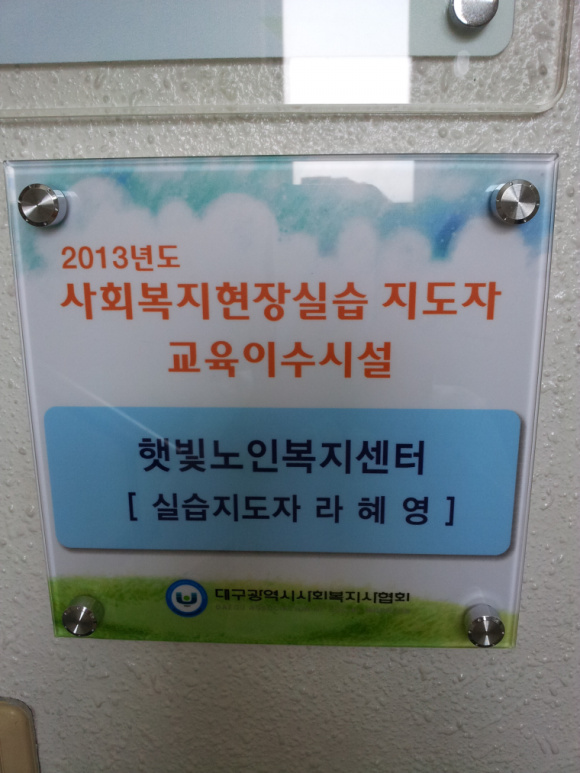 2013년도
사회복지현장실습 지도자
교육이수시설
햇빛노인복지센터
[ 실습지도자 라 혜 영 ]
대구광역시사회복지사협회